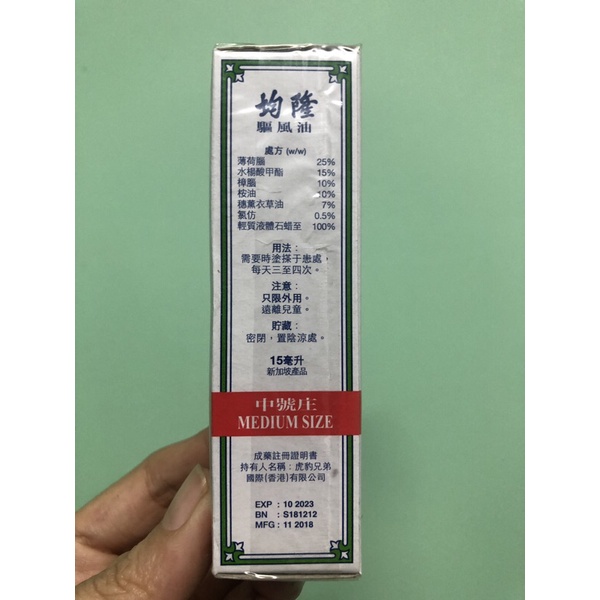 均隆
驅風油
處方 (w/w)
薄荷腦 25%
水楊酸甲酯 15%
樟腦 10%
桉油 10%
穗薰衣草油 7%
氯仿 0.5%
輕質液體石蜡至 100%
用法：
需要時塗搽于患處，
每天三至四次。
注意：
只限外用。
遠離兒童。
貯藏：
密閉，置陰涼處。
15毫升
新加坡產品
中號庄
MEDIUM SIZE
成藥註冊證明書
持有人名稱：虎豹兄弟
國際(香港)有限公司
EXP : 10 2023
BN : S181212
MFG : 11 2018